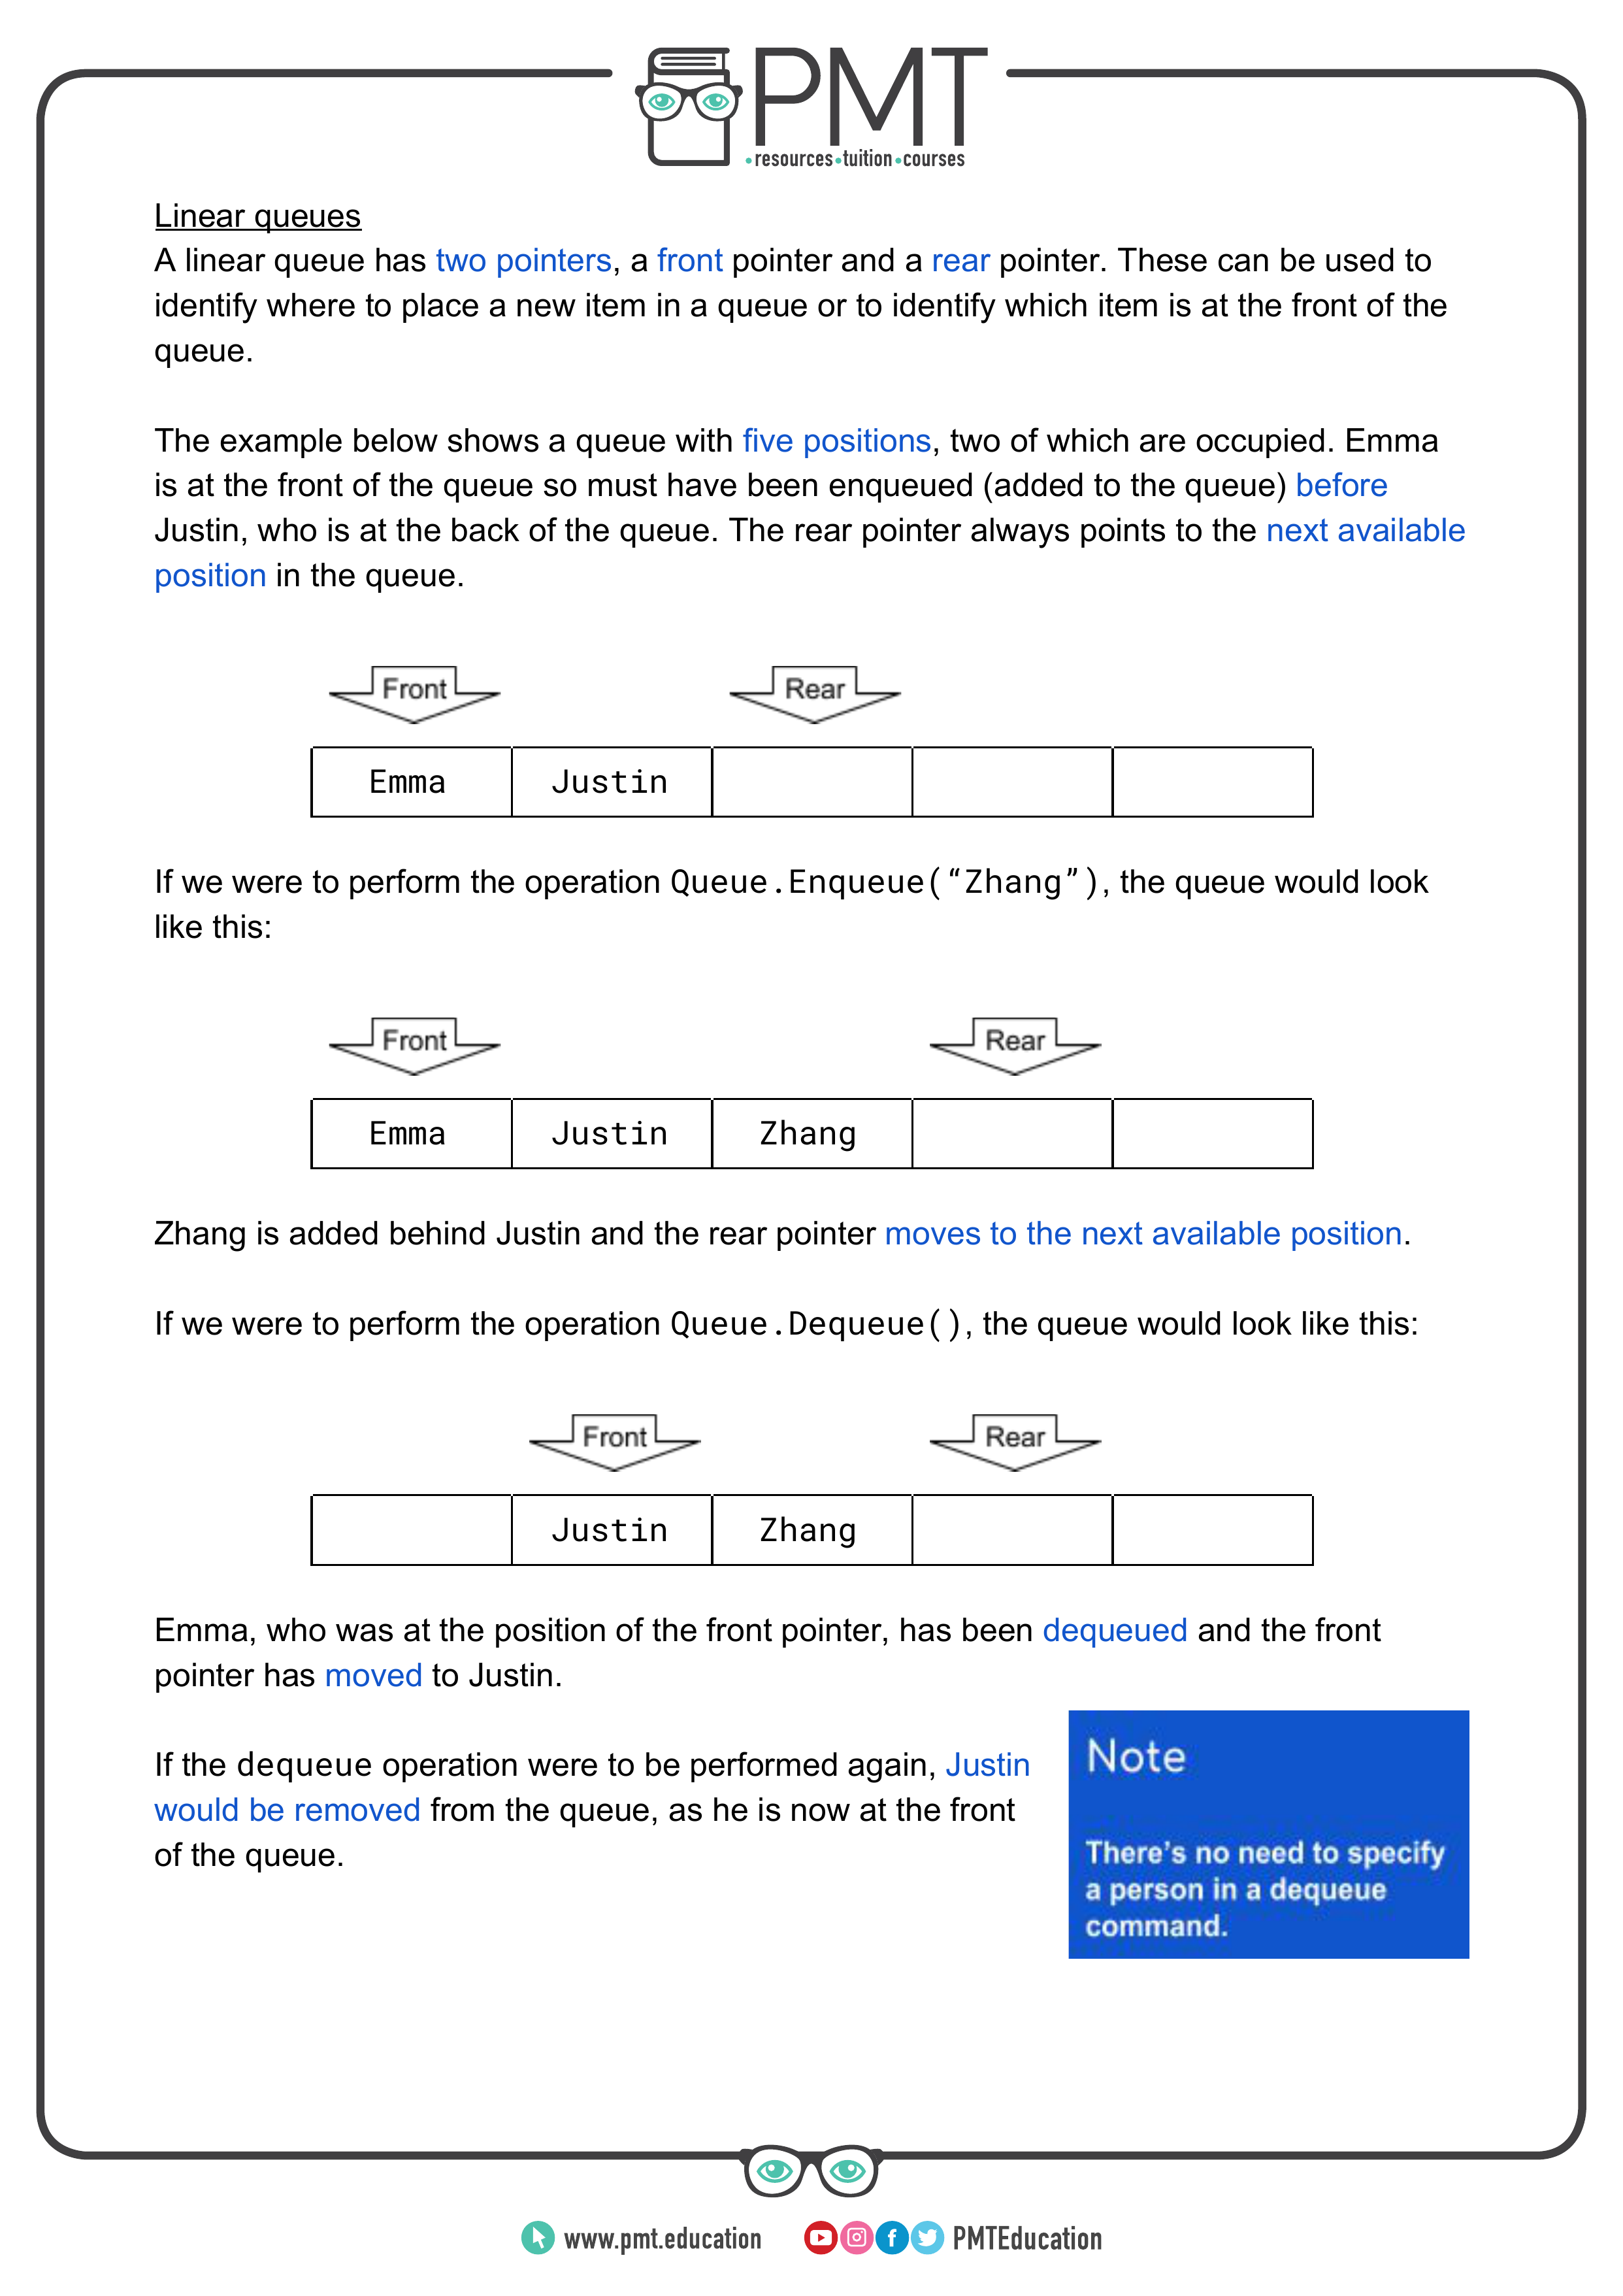 PMT
resources tuition courses
Linear queues
A linear queue has two pointers, a front pointer and a rear pointer. These can be used to
identify where to place a new item in a queue or to identify which item is at the front of the
queue.
The example below shows a queue with five positions, two of which are occupied. Emma
is at the front of the queue so must have been enqueued (added to the queue) before
Justin, who is at the back of the queue. The rear pointer always points to the next available
position in the queue.
Front Rear
Emma Justin
If we were to perform the operation Queue.Enqueue(“Zhang”), the queue would look
like this:
Front Rear
Emma Justin Zhang
Zhang is added behind Justin and the rear pointer moves to the next available position.
If we were to perform the operation Queue.Dequeue(), the queue would look like this:
Front Rear
Justin Zhang
Emma, who was at the position of the front pointer, has been dequeued and the front
pointer has moved to Justin.
If the dequeue operation were to be performed again, Justin
would be removed from the queue, as he is now at the front
of the queue.
Note
There’s no need to specify
a person in a dequeue
command.
www.pmt.education PMTEducation